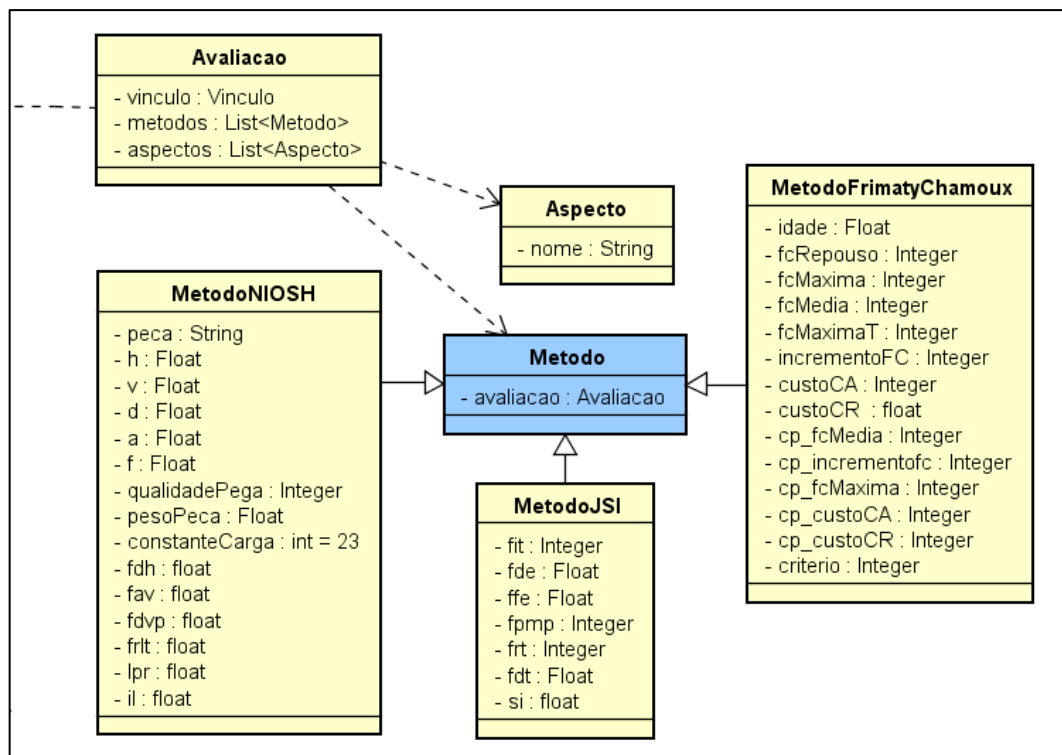 Avaliacao
- vinculo : Vinculo
- metodos : List<Metodo>
- aspectos : List<Aspecto>
Aspecto
- nome : String
MetodoFrimatyChamoux
- idade : Float
- fcRepouso : Integer
- fcMaxima : Integer
- fcMedia : Integer
- fcMaximaT : Integer
- incrementoFC : Integer
- custoCA : Integer
- custoCR : float
- cp_fcMedia : Integer
- cp_incrementofc : Integer
- cp_fcMaxima : Integer
- cp_custoCA : Integer
- cp_custoCR : Integer
- criterio : Integer
MetodoNIOSH
- peca : String
- h : Float
- v : Float
- d : Float
- a : Float
- f : Float
- qualidadePega : Integer
- pesoPeca : Float
- constanteCarga : int = 23
- fdh : float
- fav : float
- fdvp : float
- frlt : float
- lpr : float
- il : float
Metodo
- avaliacao : Avaliacao
MetodoJSI
- fit : Integer
- fde : Float
- ffe : Float
- fpmp : Integer
- frt : Integer
- fdt : Float
- si : float